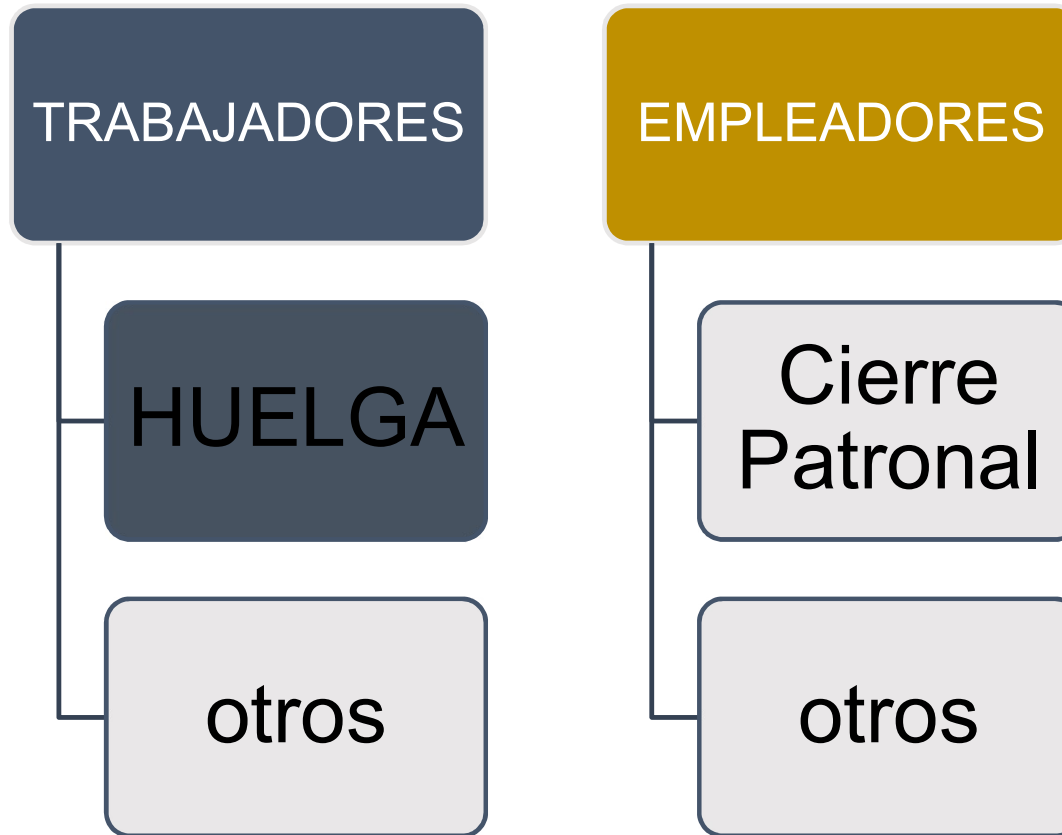 TRABAJADORES
HUELGA
otros
EMPLEADORES
Cierre
Patronal
otros